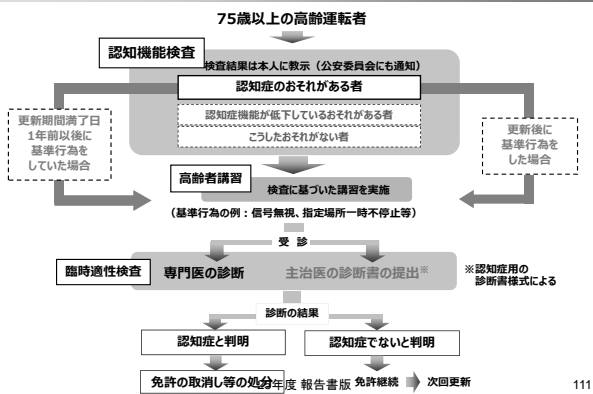 75歳以上の高齢運転者
認知機能検査
検査結果は本人に教示（公安委員会にも通知）
認知症のおそれがある者
認知症機能が低下しているおそれがある者
こうしたおそれがない者
更新期間満了日
1年前以後に
基準行為を
していた場合
更新後に
基準行為を
した場合
高齢者講習
検査に基づいた講習を実施
（基準行為の例：信号無視、指定場所一時不停止等）
受 診
臨時適性検査
専門医の診断
主治医の診断書の提出※
※認知症用の
診断書様式による
診断の結果
認知症と判明
認知症でないと判明
免許の取消し等の処分
年度 報告書版
免許継続
次回更新
111